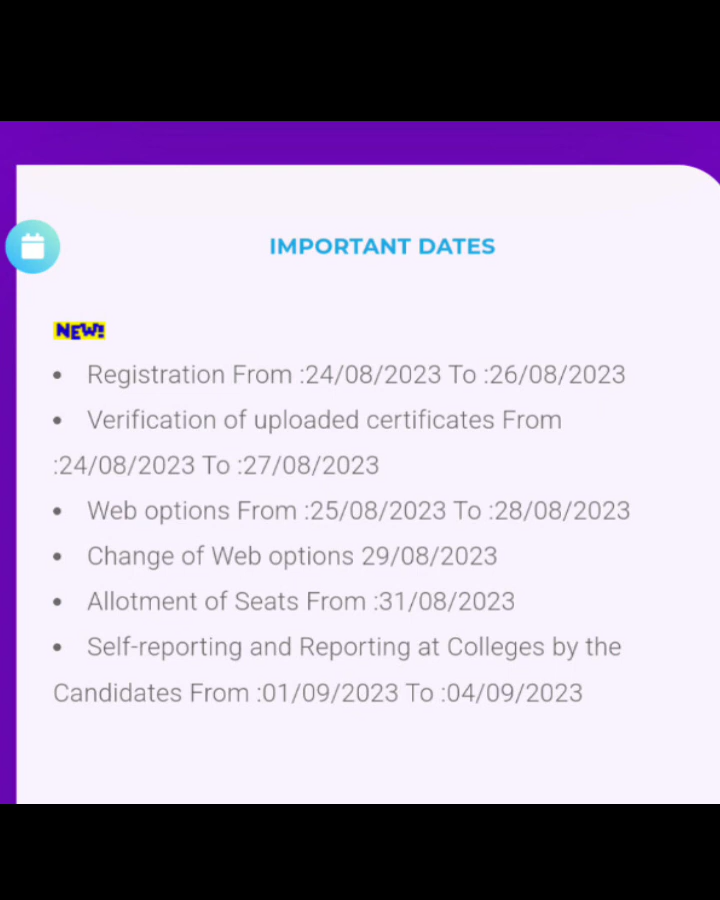 IMPORTANT DATES
NEW!
• Registration From :24/08/2023 To :26/08/2023
• Verification of uploaded certificates From
:24/08/2023 To :27/08/2023
• Web options From :25/08/2023 To :28/08/2023
• Change of Web options 29/08/2023
• Allotment of Seats From :31/08/2023
• Self-reporting and Reporting at Colleges by the
Candidates From :01/09/2023 To :04/09/2023